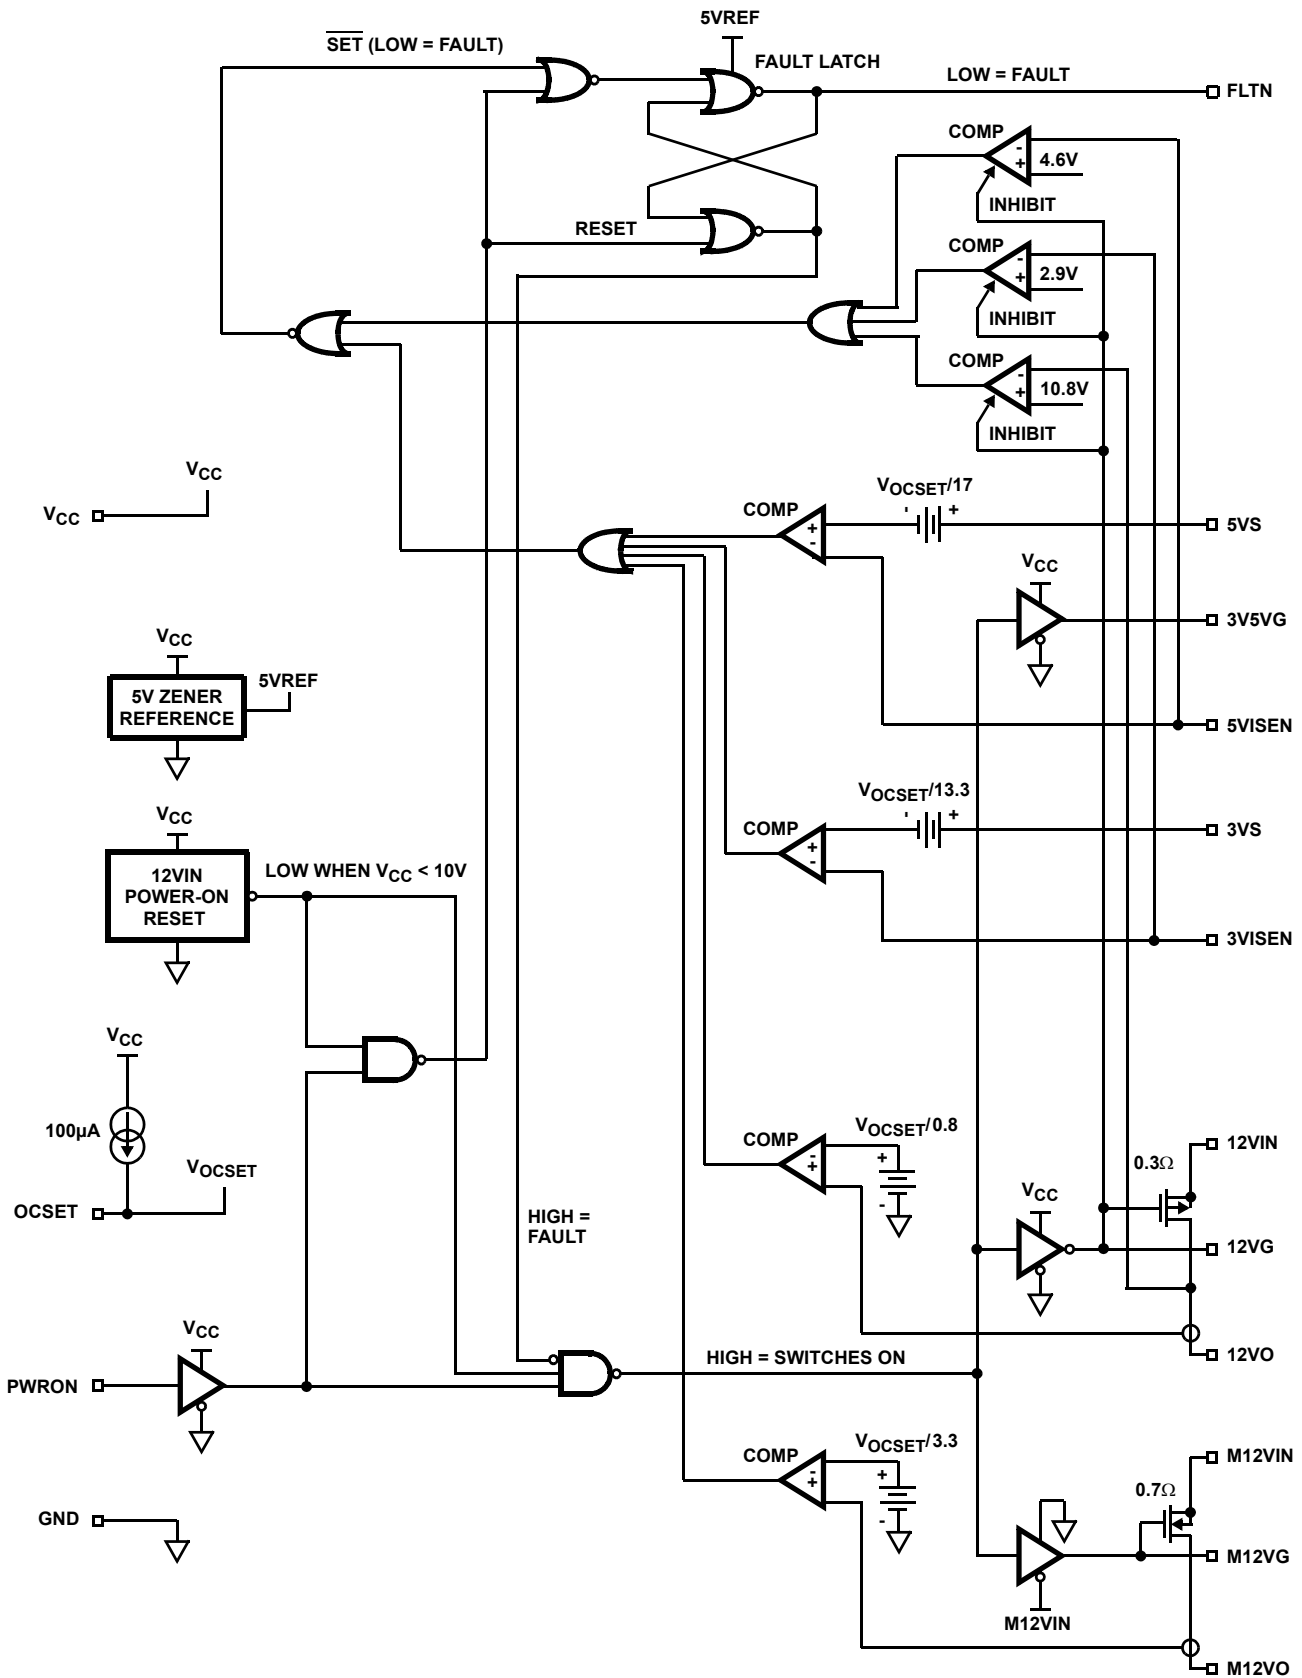 5VREF
SET (LOW = FAULT)
FAULT LATCH
LOW = FAULT
FLTN
COMP
-
+
4.6V
INHIBIT
RESET
COMP
-
+
2.9V
INHIBIT
COMP
-
+
10.8V
INHIBIT
VCC
VCC
VOCSET/17
- +
COMP
+
-
5VS
VCC
3V5VG
VCC
5V ZENER
REFERENCE
5VREF
5VISEN
VOCSET/13.3
- +
COMP
+
-
3VS
VCC
12VIN
POWER-ON
RESET
LOW WHEN VCC < 10V
3VISEN
VCC
100µA
VOCSET
OCSET
COMP
-
+
VOCSET/0.8
+
-
0.3Ω
12VIN
HIGH =
FAULT
VCC
12VG
VCC
PWRON
HIGH = SWITCHES ON
12VO
COMP
-
+
VOCSET/3.3
+
-
0.7Ω
M12VIN
GND
M12VG
M12VIN
M12VO